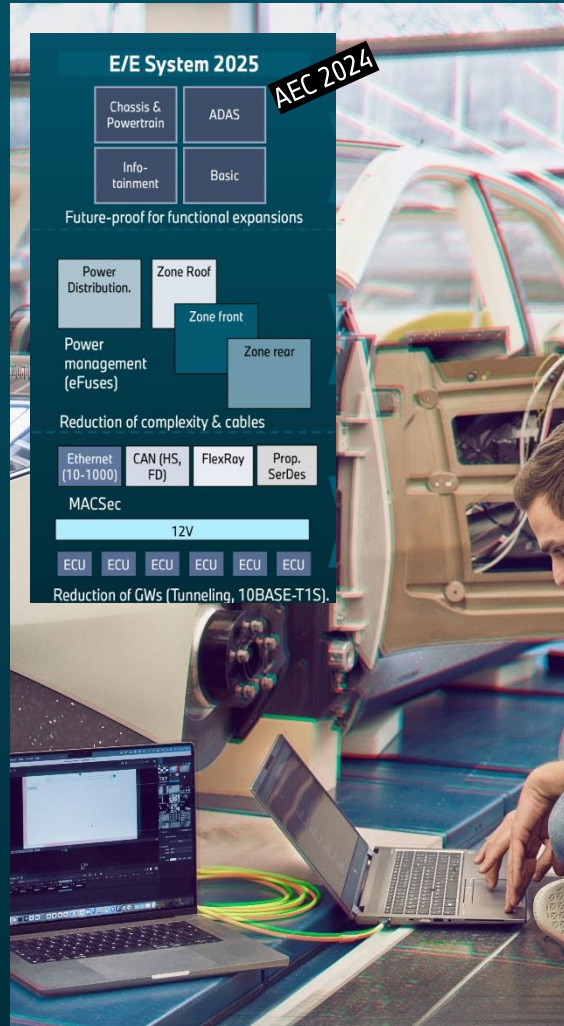 E/E System 2025
AEC 2024
Chassis &
Powertrain
ADAS
Info-
tainment
Basic
Future-proof for functional expansions
Power
Distribution.
Zone Roof
Zone front
Zone rear
Power
management
(eFuses)
Reduction of complexity & cables
Ethernet
(10-1000)
CAN (HS,
FD)
FlexRay
Prop.
SerDes
MACSec
12V
ECU ECU ECU ECU ECU ECU
Reduction of GWs (Tunneling, 10BASE-T1S).